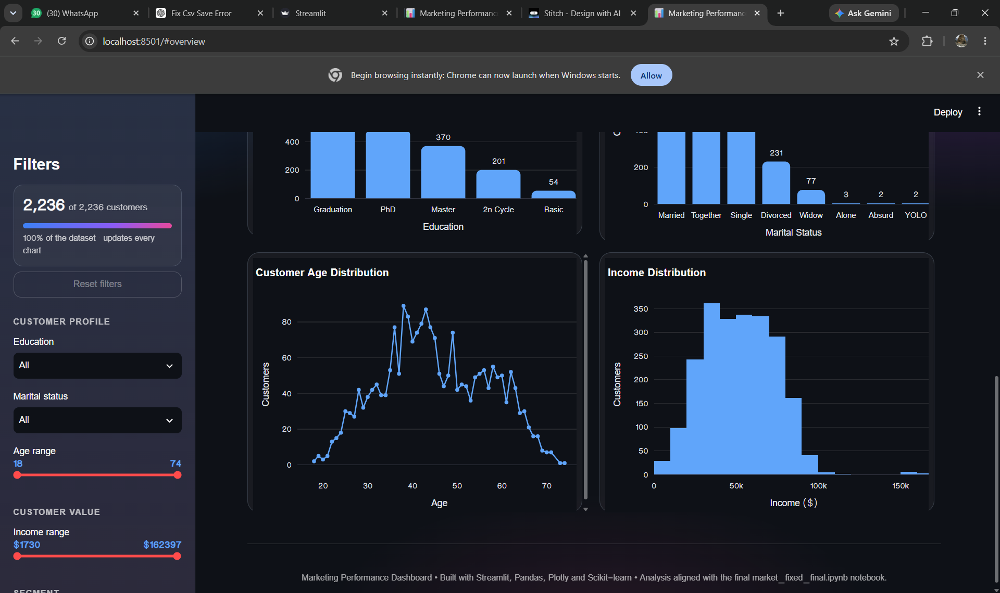 30 (30) WhatsApp
Fix Csv Save Error
Streamlit
Marketing Performanc
Stitch - Design with AI
Marketing Performanc
Ask Gemini
localhost:8501/#overview
Begin browsing instantly: Chrome can now launch when Windows starts.
Allow
Deploy
Filters
2,236 of 2,236 customers
100% of the dataset · updates every
chart
Reset filters
CUSTOMER PROFILE
Education
All
Marital status
All
Age range
18 74
CUSTOMER VALUE
Income range
$1730 $162397
SEGMENT
400
200
0
370
201
54
Graduation PhD Master 2n Cycle Basic
Education
200
0
231
77
3
2
2
Married Together Single Divorced Widow Alone Absurd YOLO
Marital Status
Customer Age Distribution
Customers
80
60
40
20
0
20 30 40 50 60 70
Age
Income Distribution
Customers
350
300
250
200
150
100
50
0
0 50k 100k 150k
Income ($)
Marketing Performance Dashboard • Built with Streamlit, Pandas, Plotly and Scikit-learn • Analysis aligned with the final market_fixed_final.ipynb notebook.